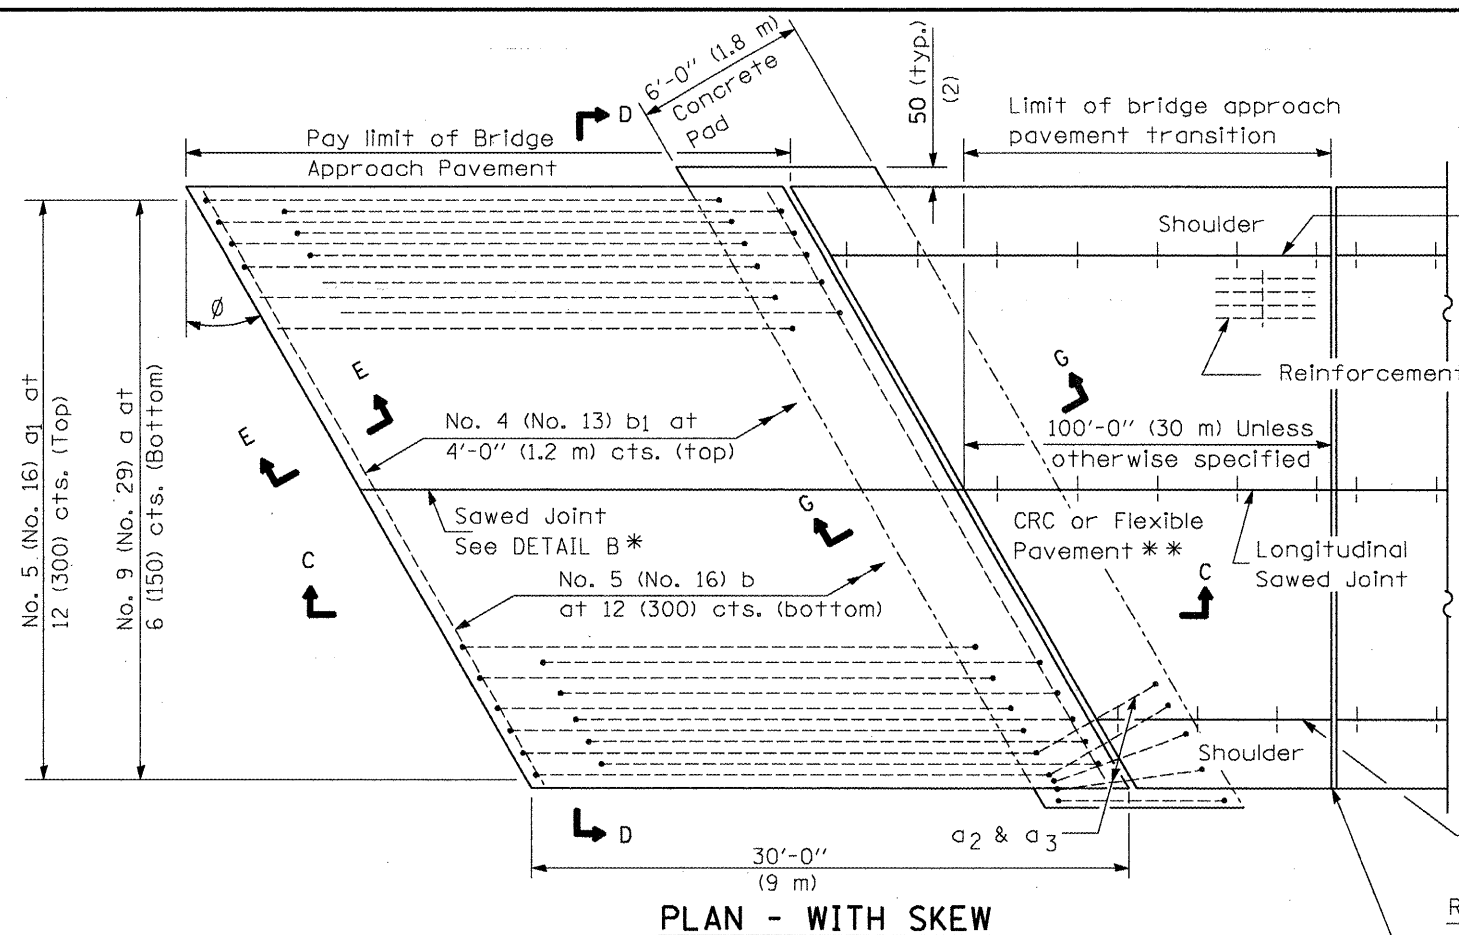 6'-0" (1.8 m)
Concrete
Pad
50 (typ.)
(2)
D
Pay limit of Bridge
Approach Pavement
Limit of bridge approach
pavement transition
Shoulder
Ø
Reinforcement
No. 5 (No. 16) a1 at
12 (300) cts. (Top)
No. 9 (No. 29) a at
6 (150) cts. (Bottom)
E
E
G
No. 4 (No. 13) b1 at
4'-0" (1.2 m) cts. (top)
100'-0" (30 m) Unless
otherwise specified
Sawed Joint
See DETAIL B *
G
CRC or Flexible
Pavement * *
Longitudinal
Sawed Joint
C
C
No. 5 (No. 16) b
at 12 (300) cts. (bottom)
Shoulder
D
a2 & a3
30'-0"
(9 m)
R
PLAN - WITH SKEW